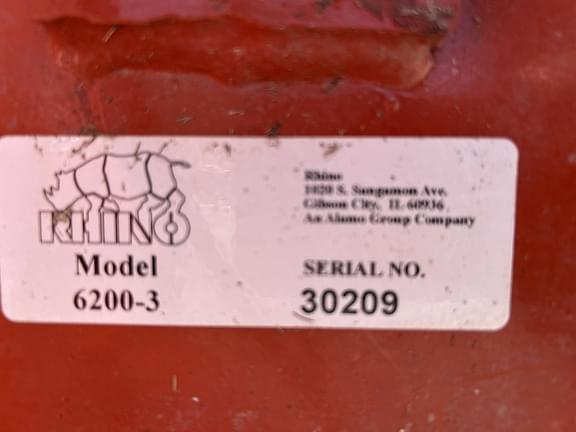 RHINO
Model
6200-3
Rhino
1020 S. Sangamon Ave.
Gibson City, IL 60936
An Alamo Group Company
SERIAL NO.
30209